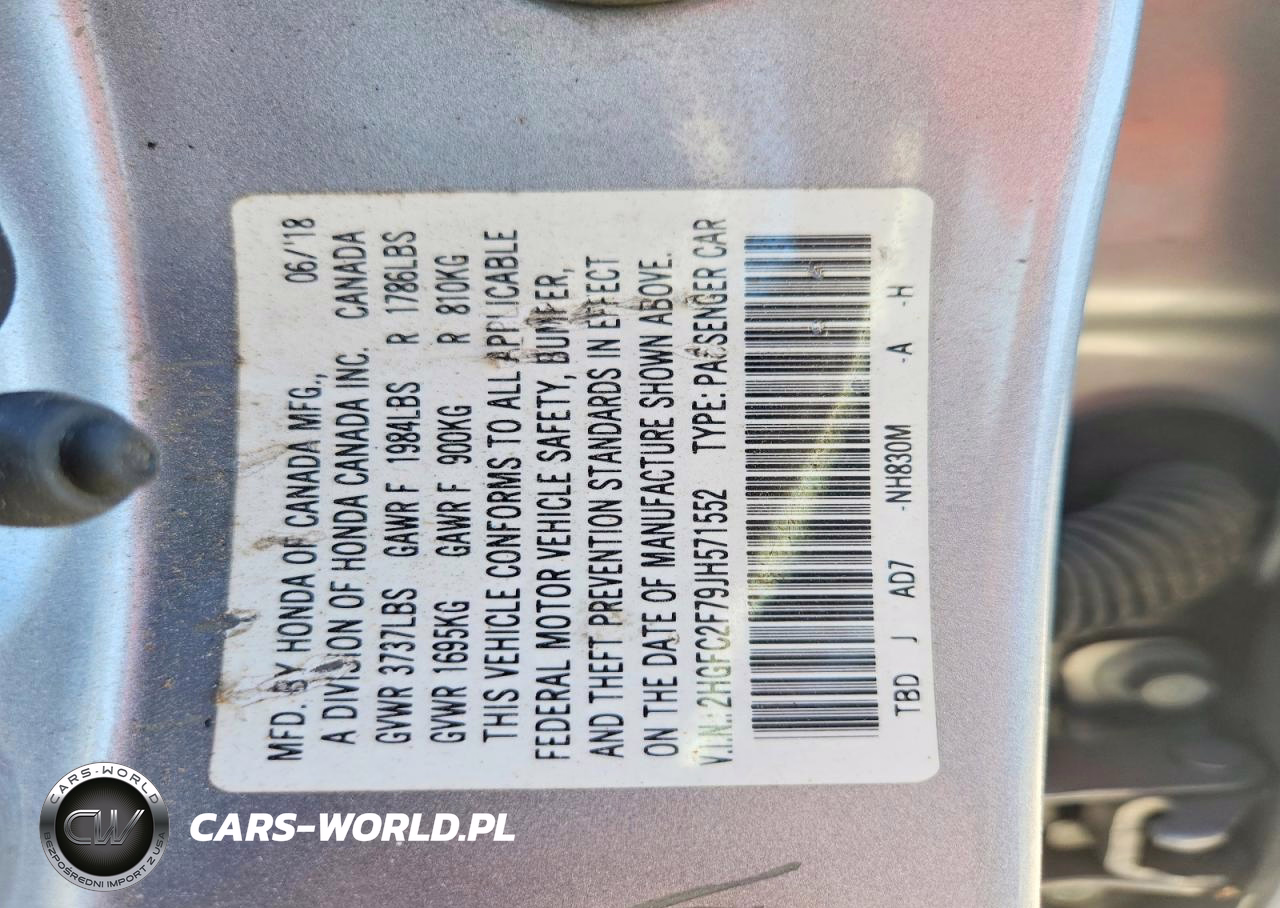 MFD. BY HONDA OF CANADA MFG., 06/'18
A DIVISION OF HONDA CANADA INC. CANADA
GVWR 3737LBS GAWR F 1984LBS R 1786LBS
GVWR 1695KG GAWR F 900KG R 810KG
THIS VEHICLE CONFORMS TO ALL APPLICABLE
FEDERAL MOTOR VEHICLE SAFETY, BUMPER,
AND THEFT PREVENTION STANDARDS IN EFFECT
ON THE DATE OF MANUFACTURE SHOWN ABOVE.
V.I.N.: 2HGFC2F79JH571552 TYPE: PASSENGER CAR
TBD J AD7 -NH830M -A -H
CARS-WORLD
CW
BEZPOŚREDNI IMPORT Z USA
CARS-WORLD.PL